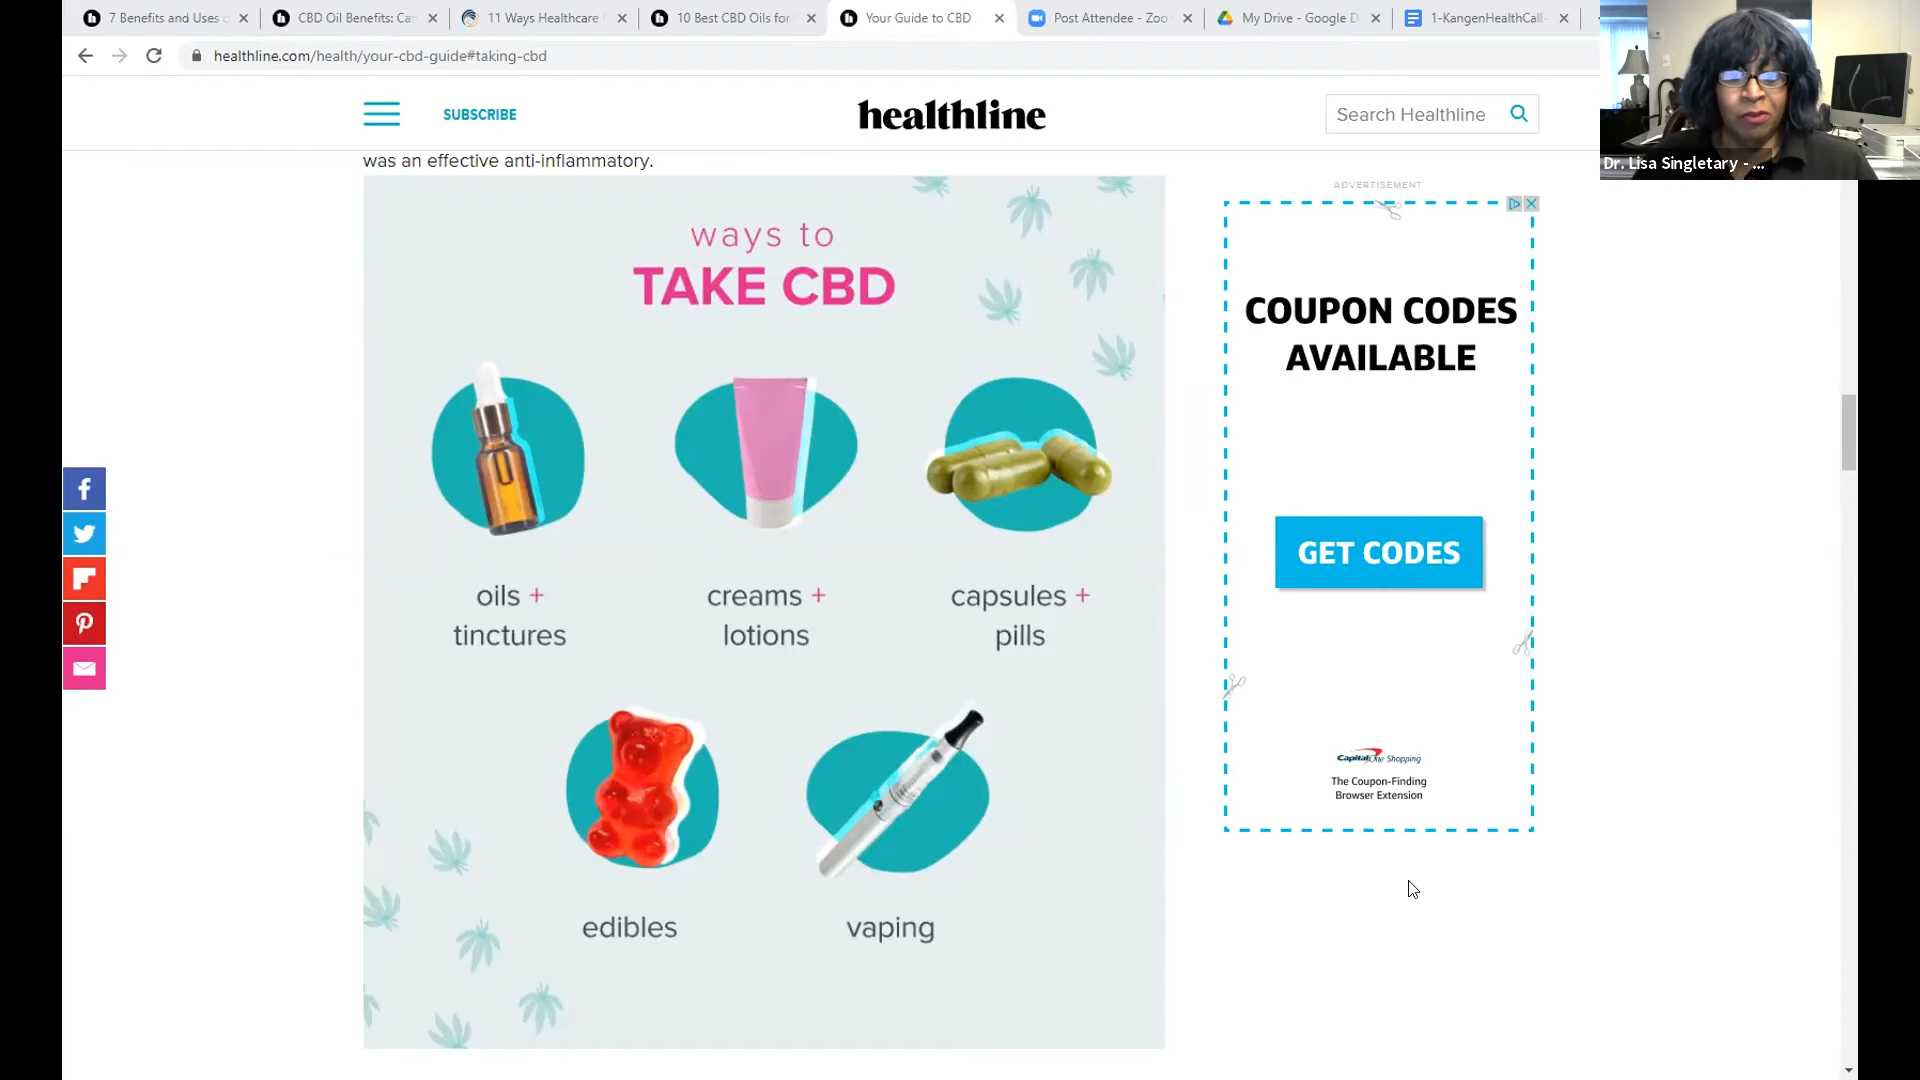 7 Benefits and Uses o
CBD Oil Benefits: Ca
11 Ways Healthcare
10 Best CBD Oils for
Your Guide to CBD
Post Attendee - Zoo
My Drive - Google D
1-KangenHealthCall-
healthline.com/health/your-cbd-guide#taking-cbd
SUBSCRIBE
healthline
Search Healthline
Dr. Lisa Singletary - ...
was an effective anti-inflammatory.
ways to
TAKE CBD
oils +
tinctures
creams +
lotions
capsules +
pills
edibles
vaping
ADVERTISEMENT
COUPON CODES
AVAILABLE
GET CODES
Capital One Shopping
The Coupon-Finding
Browser Extension